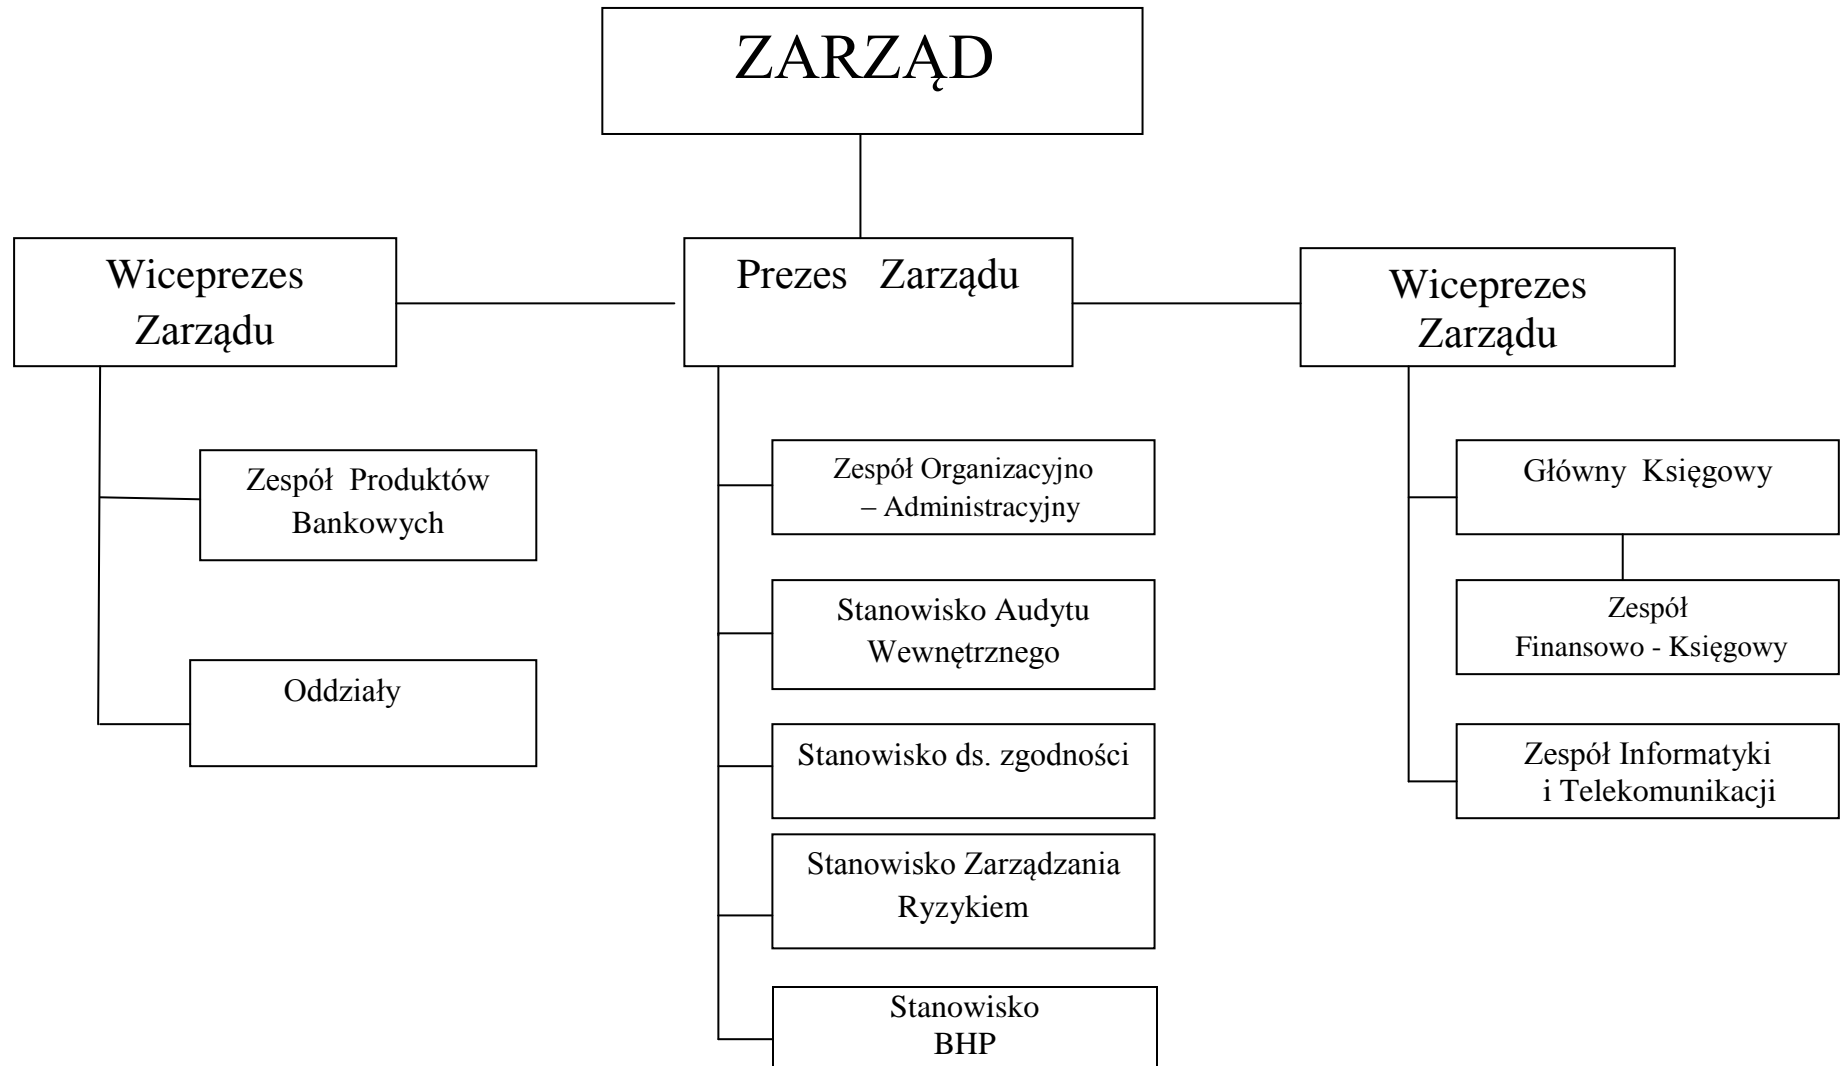 ZARZĄD
Wiceprezes
Zarządu
Prezes Zarządu
Wiceprezes
Zarządu
Zespół Produktów
Bankowych
Oddziały
Zespół Organizacyjno
– Administracyjny
Stanowisko Audytu
Wewnętrznego
Stanowisko ds. zgodności
Stanowisko Zarządzania
Ryzykiem
Stanowisko
BHP
Główny Księgowy
Zespół
Finansowo - Księgowy
Zespół Informatyki
i Telekomunikacji